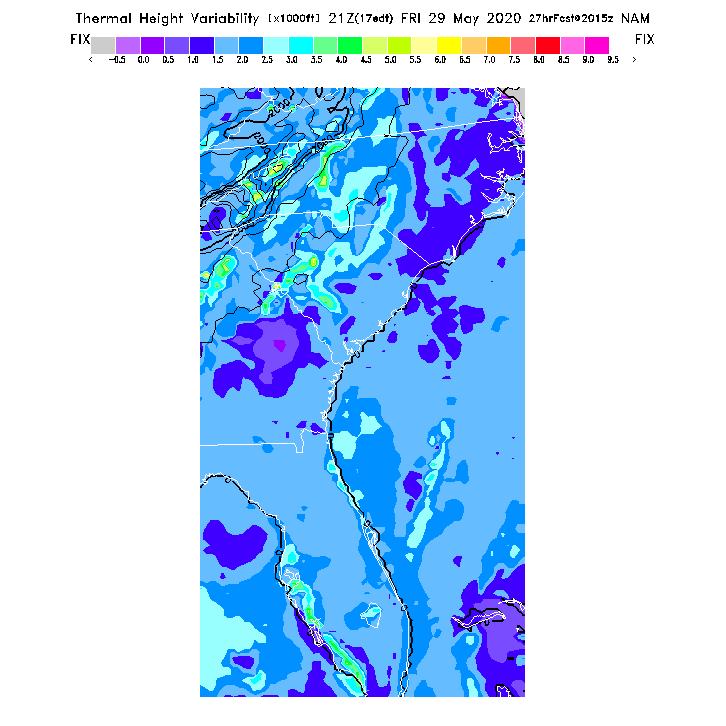 Thermal Height Variability [x1000ft] 21Z(17edt) FRI 29 May 2020 27hrFcst@2015z NAM
FIX FIX
< -0.5 0.0 0.5 1.0 1.5 2.0 2.5 3.0 3.5 4.0 4.5 5.0 5.5 6.0 6.5 7.0 7.5 8.0 8.5 9.0 9.5 >
2000